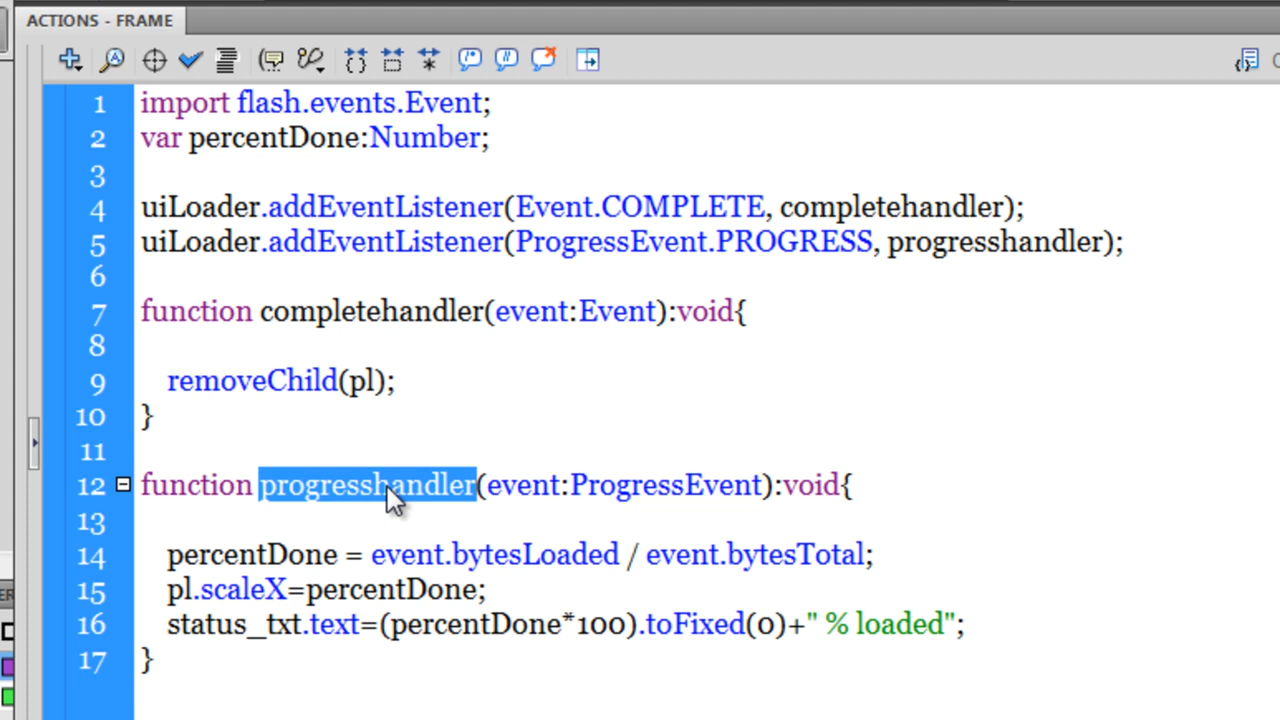 ACTIONS - FRAME
1 import flash.events.Event;
2 var percentDone:Number;
3
4 uiLoader.addEventListener(Event.COMPLETE, completehandler);
5 uiLoader.addEventListener(ProgressEvent.PROGRESS, progresshandler);
6
7 function completehandler(event:Event):void{
8
9 removeChild(pl);
10 }
11
12 function progresshandler(event:ProgressEvent):void{
13
14 percentDone = event.bytesLoaded / event.bytesTotal;
15 pl.scaleX=percentDone;
16 status_txt.text=(percentDone*100).toFixed(0)+" % loaded";
17 }